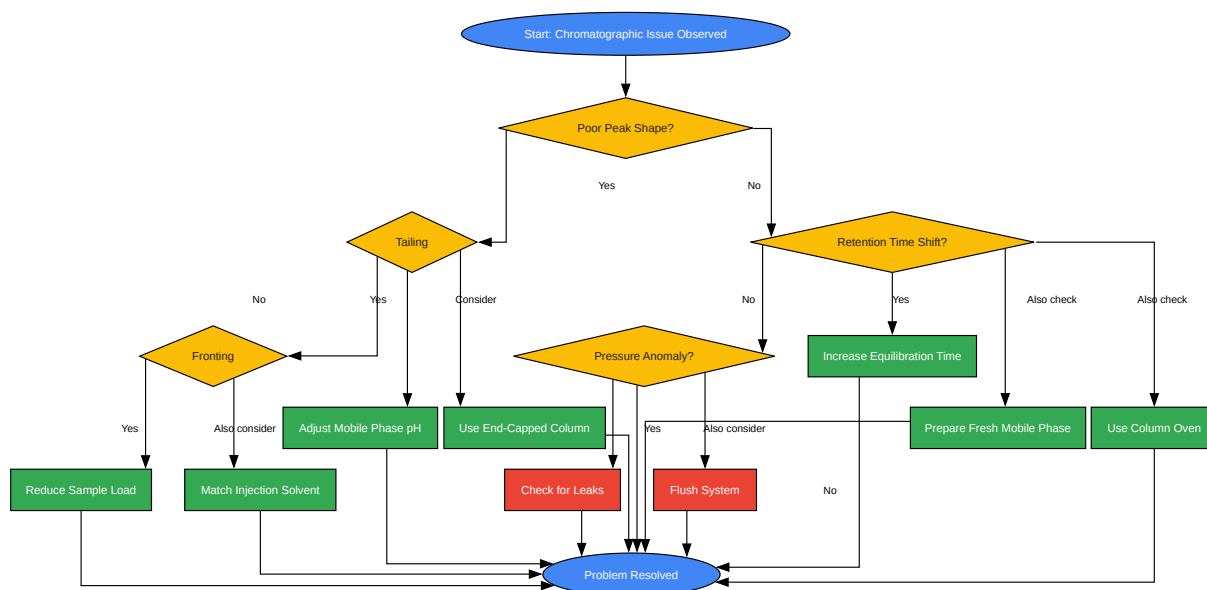 Start: Chromatographic Issue Observed
Poor Peak Shape?
Yes
No
Tailing
Retention Time Shift?
No
Yes
Consider
No
Yes
Also check
Also check
Fronting
Pressure Anomaly?
Increase Equilibration Time
Yes
Also consider
Adjust Mobile Phase pH
Use End-Capped Column
Yes
Also consider
Prepare Fresh Mobile Phase
Use Column Oven
Reduce Sample Load
Match Injection Solvent
Check for Leaks
Flush System
No
Problem Resolved